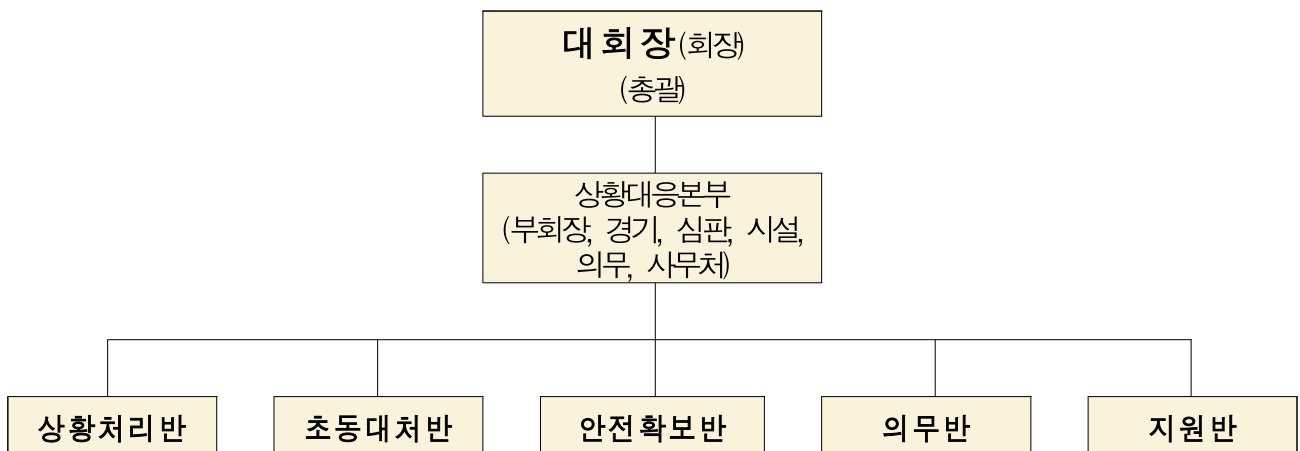 대 회 장 (회장)
(총괄)
상황대응본부
(부회장, 경기, 심판, 시설,
의무, 사무처)
상황처리반
초동대처반
안전확보반
의무반
지원반